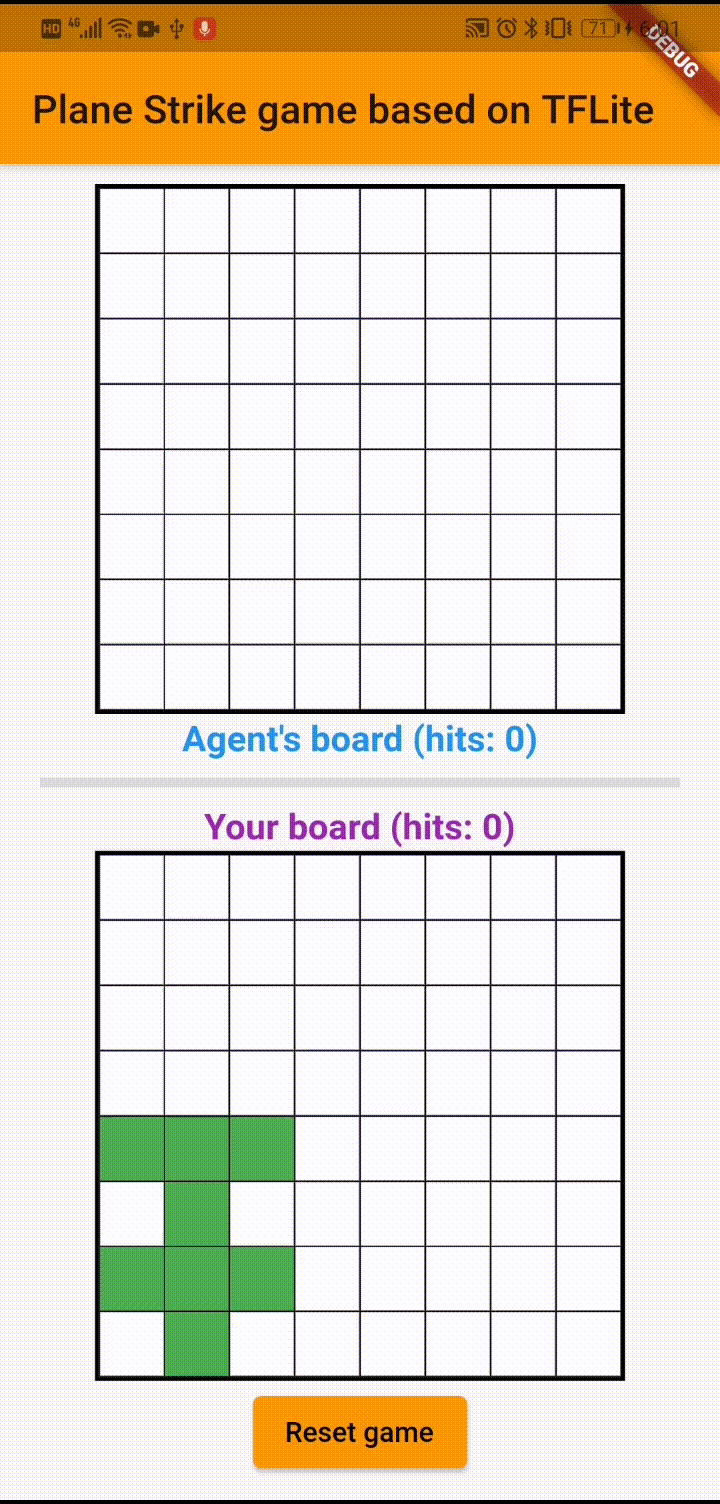 HD 4G 71 6:01
DEBUG
Plane Strike game based on TFLite
Agent's board (hits: 0)
Your board (hits: 0)
Reset game